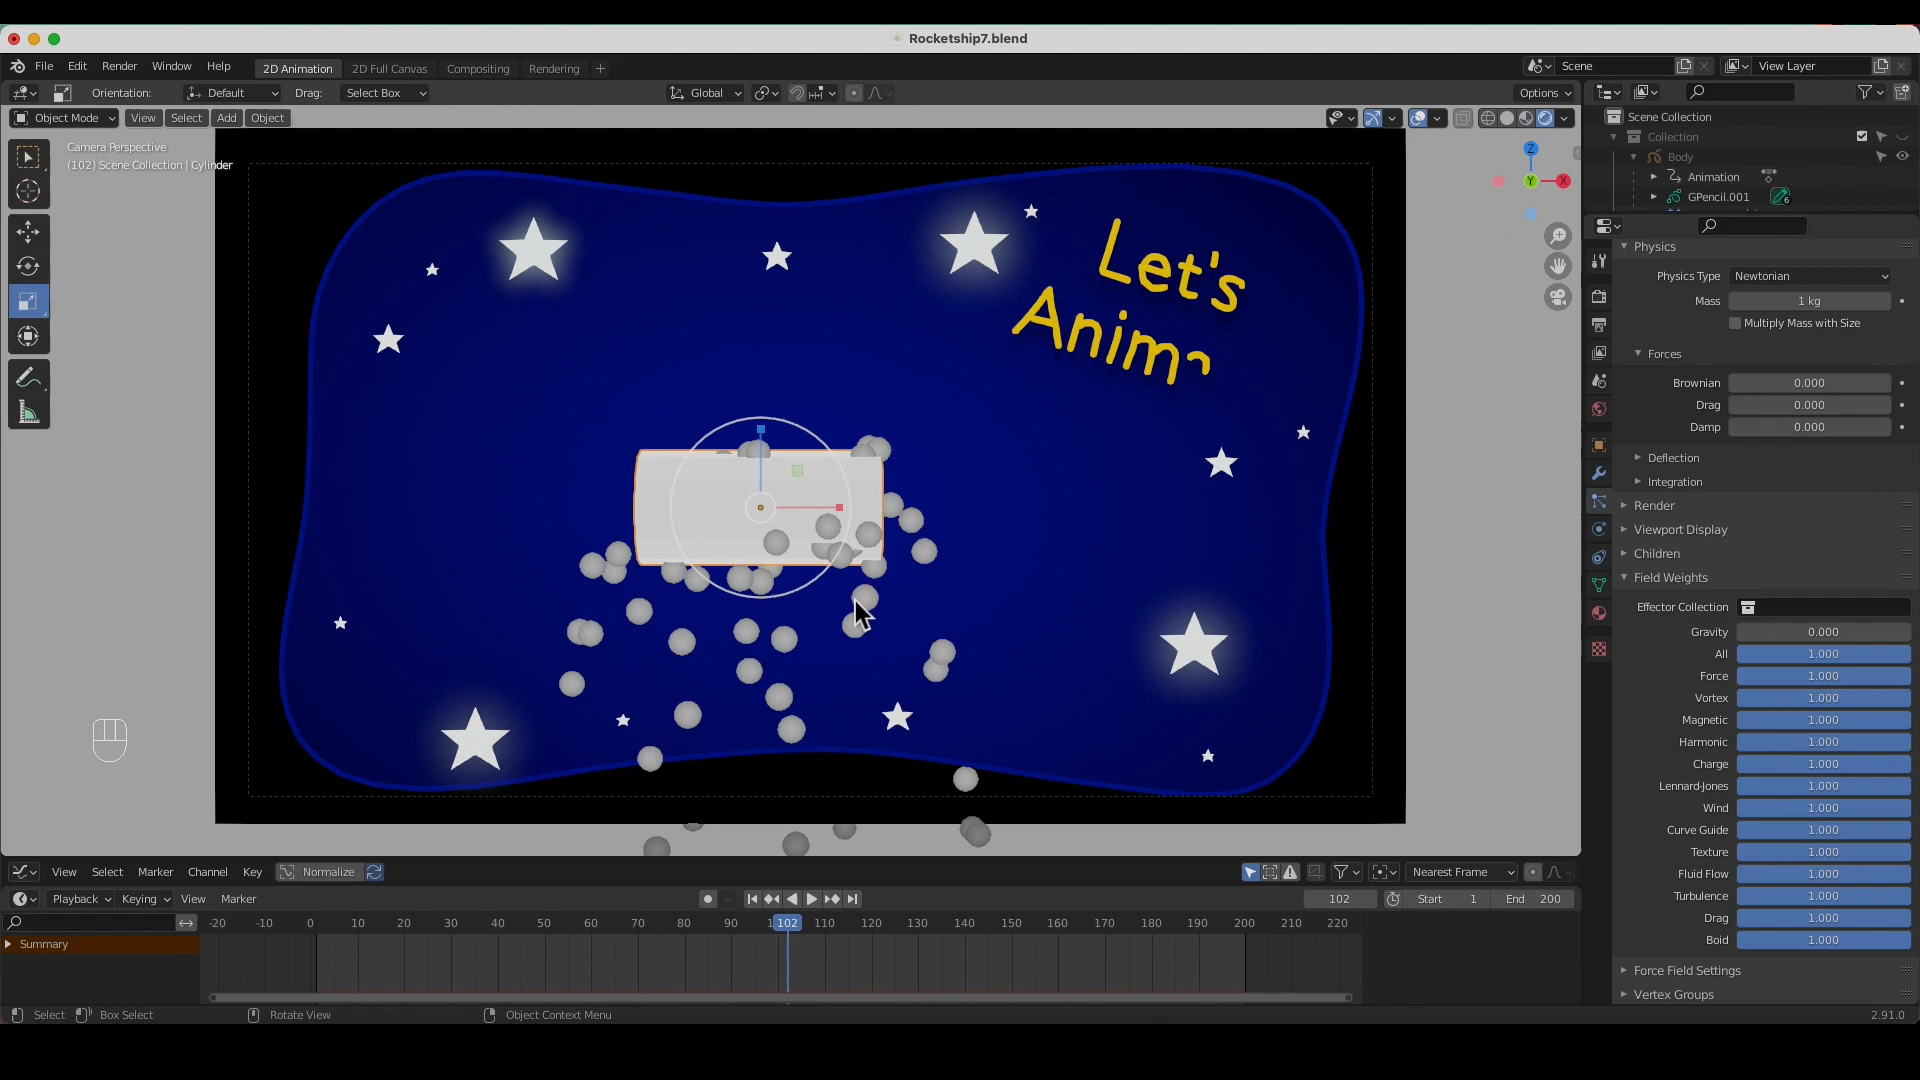 Rocketship7.blend
File Edit Render Window Help 2D Animation 2D Full Canvas Compositing Rendering + Scene View Layer
Orientation: Default Drag: Select Box Global Options
Object Mode View Select Add Object
Camera Perspective
(102) Scene Collection | Cylinder
Let's
Anim
Z
Y
X
Scene Collection
Collection
Body
Animation
GPencil.001 6
Physics
Physics Type Newtonian
Mass 1 kg
Multiply Mass with Size
Forces
Brownian 0.000
Drag 0.000
Damp 0.000
Deflection
Integration
Render
Viewport Display
Children
Field Weights
Effector Collection
Gravity 0.000
All 1.000
Force 1.000
Vortex 1.000
Magnetic 1.000
Harmonic 1.000
Charge 1.000
Lennard-Jones 1.000
Wind 1.000
Curve Guide 1.000
Texture 1.000
Fluid Flow 1.000
Turbulence 1.000
Drag 1.000
Boid 1.000
Force Field Settings
Vertex Groups
View Select Marker Channel Key Normalize Nearest Frame
Playback Keying View Marker 102 Start 1 End 200
-20 -10 0 10 20 30 40 50 60 70 80 90 102 110 120 130 140 150 160 170 180 190 200 210 220
Summary
Select Box Select Rotate View Object Context Menu 2.91.0